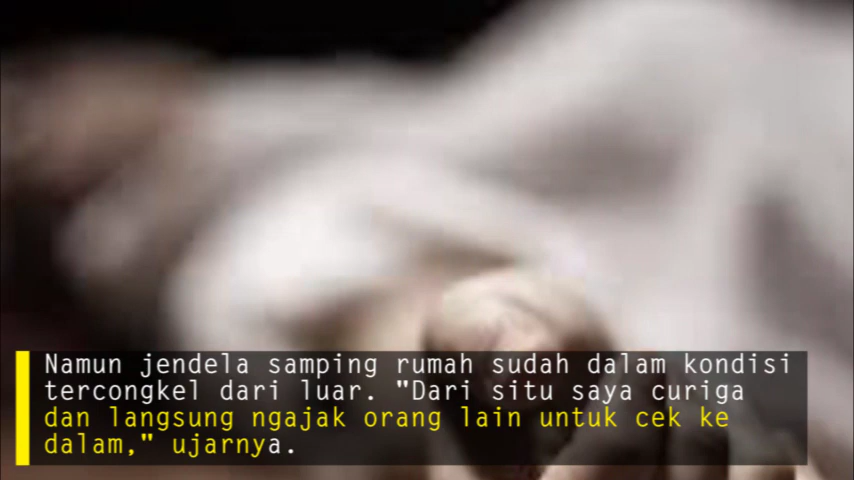 Namun jendela samping rumah sudah dalam kondisi
tercongkel dari luar. "Dari situ saya curiga
dan langsung ngajak orang lain untuk cek ke
dalam," ujarnya.